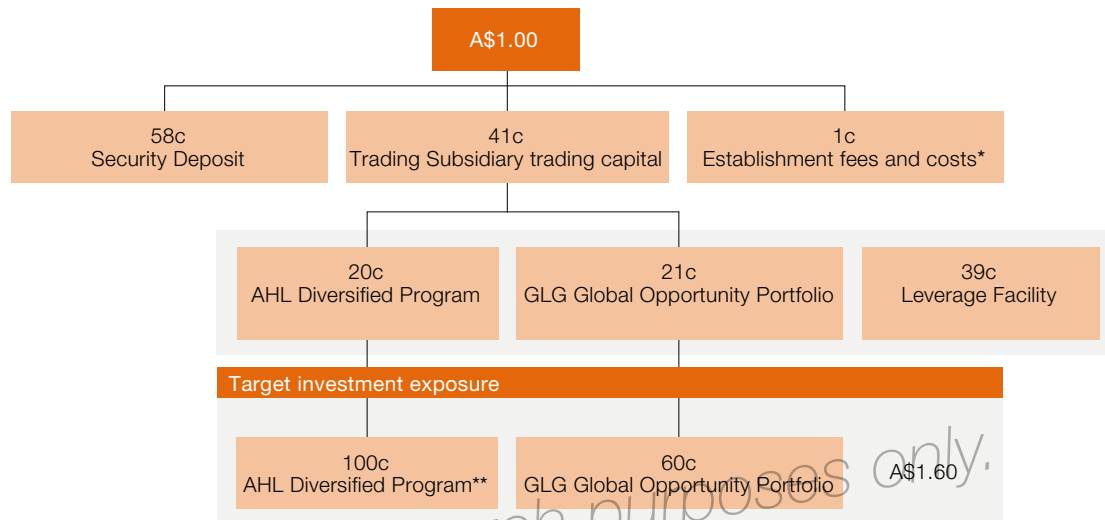 A$1.00
58c
Security Deposit
41c
Trading Subsidiary trading capital
1c
Establishment fees and costs*
20c
AHL Diversified Program
21c
GLG Global Opportunity Portfolio
39c
Leverage Facility
Target investment exposure
100c
AHL Diversified Program**
60c
GLG Global Opportunity Portfolio
A$1.60
purposes only.